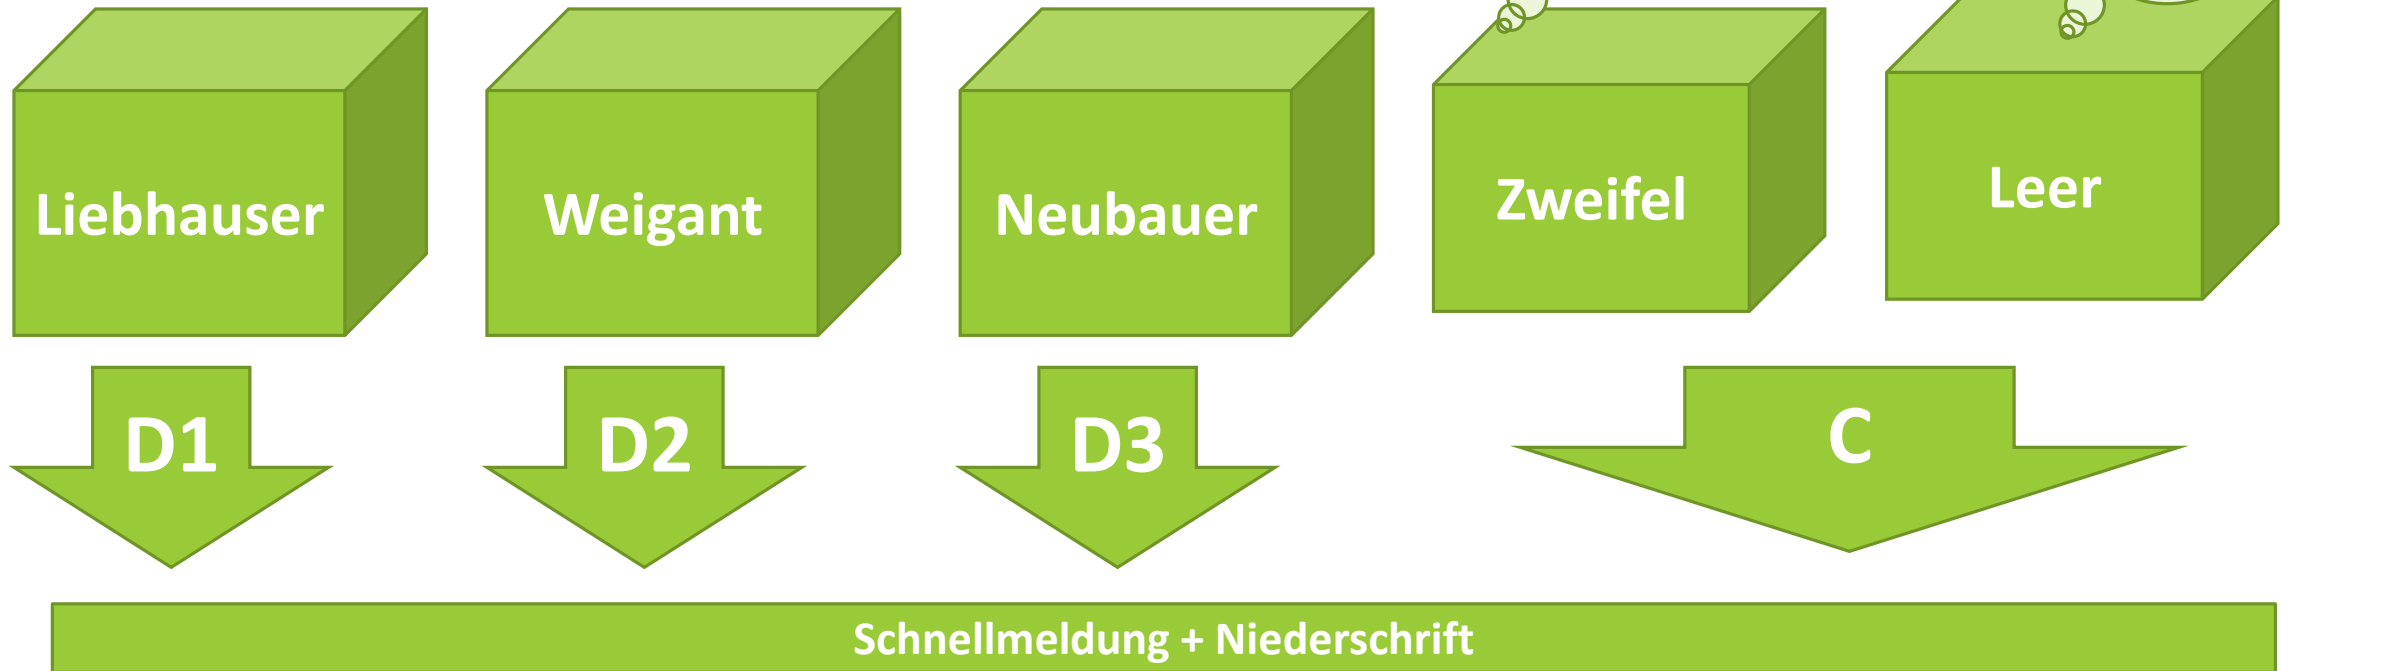 Liebhauser
Weigant
Neubauer
Zweifel
Leer
D1
D2
D3
C
Schnellmeldung + Niederschrift